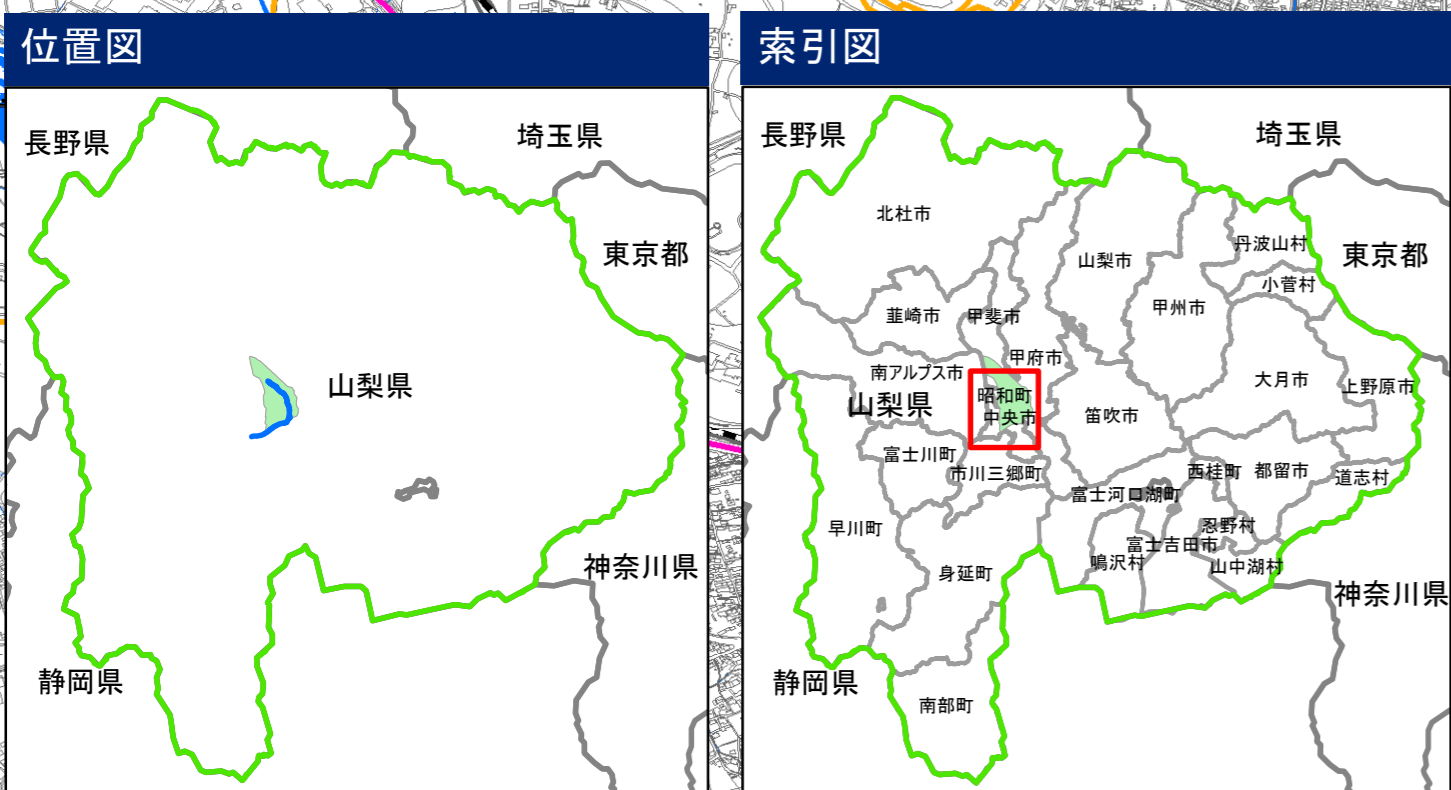 位置図
長野県
埼玉県
東京都
山梨県
神奈川県
静岡県
索引図
長野県
埼玉県
北杜市
丹波山村
東京都
山梨市
小菅村
甲州市
韮崎市
甲斐市
甲府市
南アルプス市
大月市
上野原市
昭和町
山梨県
中央市
笛吹市
富士川町
市川三郷町
西桂町
都留市
道志村
富士河口湖町
早川町
忍野村
富士吉田市
鳴沢村
山中湖村
身延町
神奈川県
静岡県
南部町